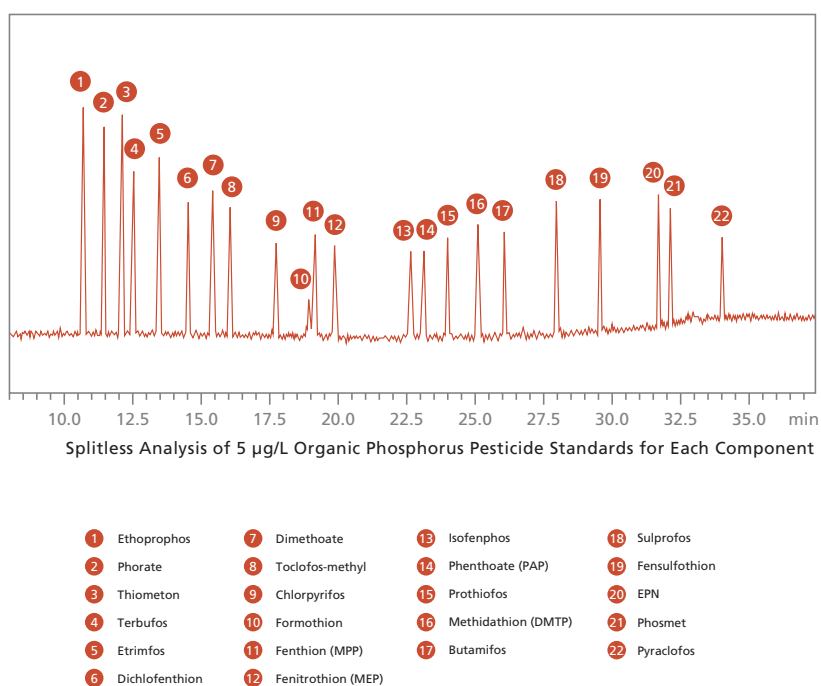 1
2
3
4
5
6
7
8
9
10
11
12
13
14
15
16
17
18
19
20
21
22
10.0 12.5 15.0 17.5 20.0 22.5 25.0 27.5 30.0 32.5 35.0 min
Splitless Analysis of 5 μg/L Organic Phosphorus Pesticide Standards for Each Component
1 Ethoprophos
2 Phorate
3 Thiometon
4 Terbufos
5 Etrimfos
6 Dichlofenthion
7 Dimethoate
8 Toclofos-methyl
9 Chlorpyrifos
10 Formothion
11 Fenthion (MPP)
12 Fenitrothion (MEP)
13 Isofenphos
14 Phenthoate (PAP)
15 Prothiofos
16 Methidathion (DMTP)
17 Butamifos
18 Sulprofos
19 Fensulfothion
20 EPN
21 Phosmet
22 Pyraclofos